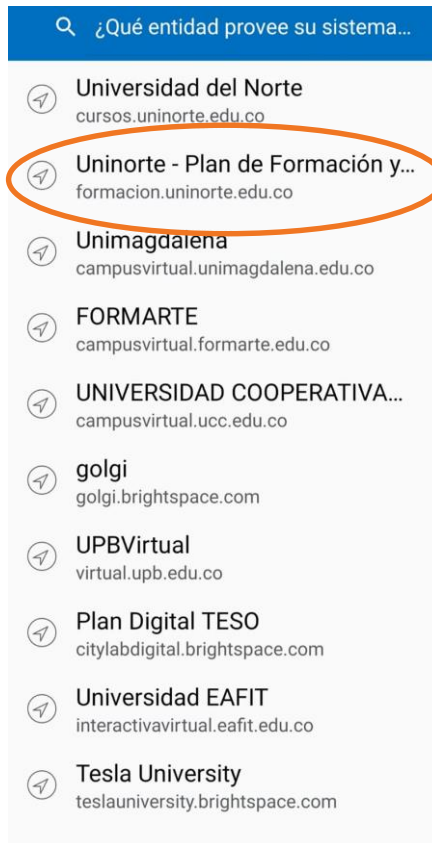 ¿Qué entidad provee su sistema...
Universidad del Norte
cursos.uninorte.edu.co
Uninorte - Plan de Formación y...
formacion.uninorte.edu.co
Unimagdalena
campusvirtual.unimagdalena.edu.co
FORMARTE
campusvirtual.formarte.edu.co
UNIVERSIDAD COOPERATIVA...
campusvirtual.ucc.edu.co
golgi
golgi.brightspace.com
UPBVirtual
virtual.upb.edu.co
Plan Digital TESO
citylabdigital.brightspace.com
Universidad EAFIT
interactivavirtual.eafit.edu.co
Tesla University
teslauniversity.brightspace.com